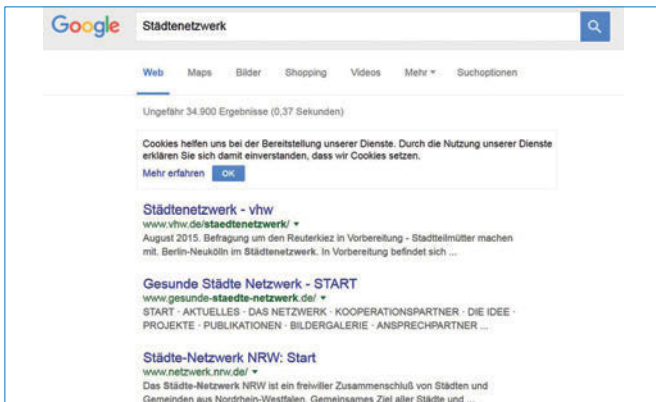 Google Städtenetzwerk
Web Maps Bilder Shopping Videos Mehr Suchoptionen
Ungefähr 34.900 Ergebnisse (0,37 Sekunden)
Cookies helfen uns bei der Bereitstellung unserer Dienste. Durch die Nutzung unserer Dienste
erklären Sie sich damit einverstanden, dass wir Cookies setzen.
Mehr erfahren OK
Städtenetzwerk - vhw
www.vhw.de/staedtenetzwerk/
August 2015. Befragung um den Reuterkiez in Vorbereitung - Stadtteilmütter machen
mit. Berlin-Neukölln im Städtenetzwerk. In Vorbereitung befindet sich ...
Gesunde Städte Netzwerk - START
www.gesunde-staedte-netzwerk.de/
START · AKTUELLES · DAS NETZWERK · KOOPERATIONSPARTNER · DIE IDEE ·
PROJEKTE · PUBLIKATIONEN · BILDERGALERIE · ANSPRECHPARTNER ...
Städte-Netzwerk NRW: Start
www.netzwerk.nrw.de/
Das Städte-Netzwerk NRW ist ein freiwiller Zusammenschluß von Städten und
Gemeinden aus Nordrhein-Westfalen. Gemeinsames Ziel aller Städte und ...